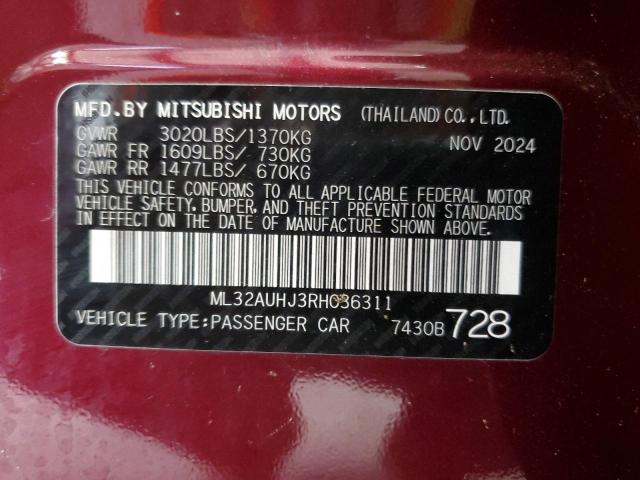 MFD.BY MITSUBISHI MOTORS (THAILAND)CO.,LTD.
GVWR 3020LBS/1370KG NOV 2024
GAWR FR 1609LBS/ 730KG
GAWR RR 1477LBS/ 670KG
THIS VEHICLE CONFORMS TO ALL APPLICABLE FEDERAL MOTOR
VEHICLE SAFETY, BUMPER, AND THEFT PREVENTION STANDARDS
IN EFFECT ON THE DATE OF MANUFACTURE SHOWN ABOVE.
ML32AUHJ3RH036311
VEHICLE TYPE:PASSENGER CAR 7430B 728